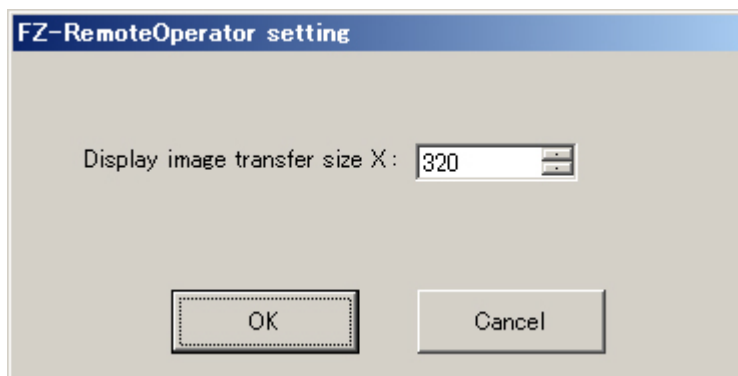 FZ-RemoteOperator setting
Display image transfer size X: 320
OK
Cancel